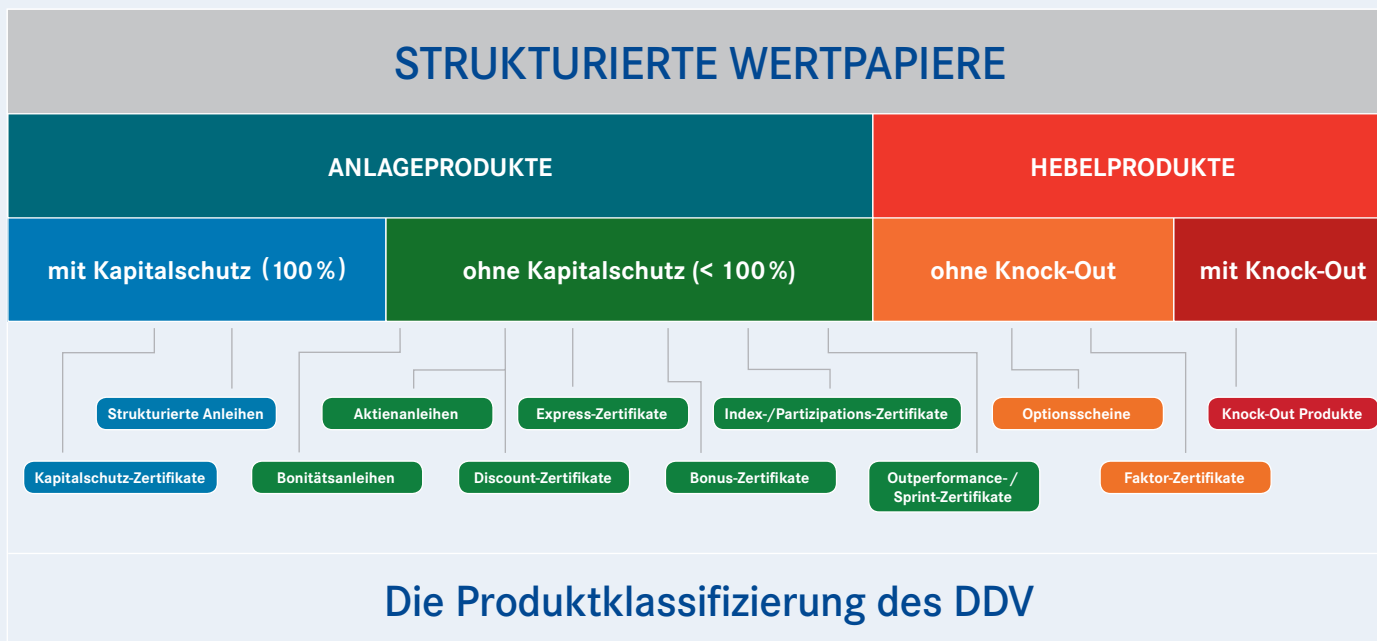 STRUKTURIERTE WERTPAPIERE
ANLAGEPRODUKTE
HEBELPRODUKTE
mit Kapitalschutz (100 %)
ohne Kapitalschutz (< 100 %)
ohne Knock-Out
mit Knock-Out
Strukturierte Anleihen
Aktienanleihen
Express-Zertifikate
Index-/Partizipations-Zertifikate
Optionsscheine
Knock-Out Produkte
Kapitalschutz-Zertifikate
Bonitätsanleihen
Discount-Zertifikate
Bonus-Zertifikate
Outperformance-/
Sprint-Zertifikate
Faktor-Zertifikate
Die Produktklassifizierung des DDV